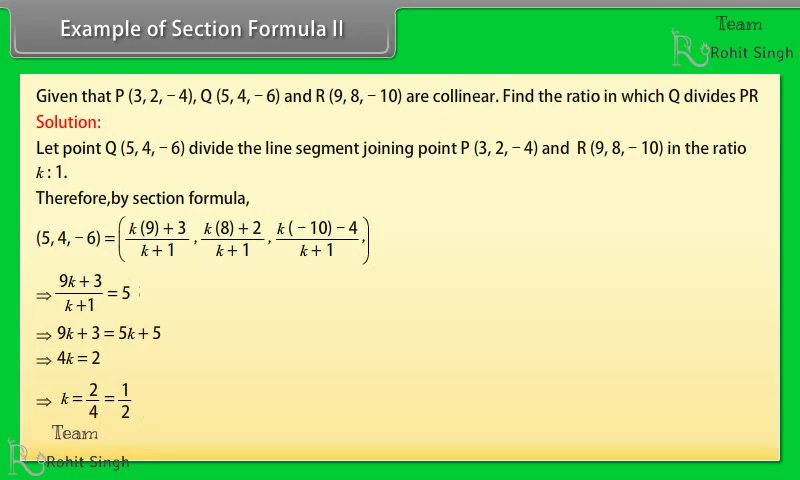 Example of Section Formula II
Team
Rohit Singh
Given that P (3, 2, – 4), Q (5, 4, – 6) and R (9, 8, – 10) are collinear. Find the ratio in which Q divides PR
Solution:
Let point Q (5, 4, – 6) divide the line segment joining point P (3, 2, – 4) and R (9, 8, – 10) in the ratio
k : 1.
Therefore,by section formula,
(5, 4, – 6) = ( k (9) + 3 / k + 1 , k (8) + 2 / k + 1 , k ( – 10) – 4 / k + 1 , )
⇒ 9k + 3 / k +1 = 5
⇒ 9k + 3 = 5k + 5
⇒ 4k = 2
⇒ k = 2/4 = 1/2
Team
Rohit Singh